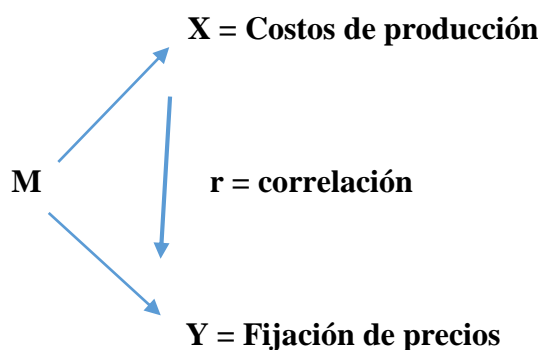 X = Costos de producción
M
r = correlación
Y = Fijación de precios